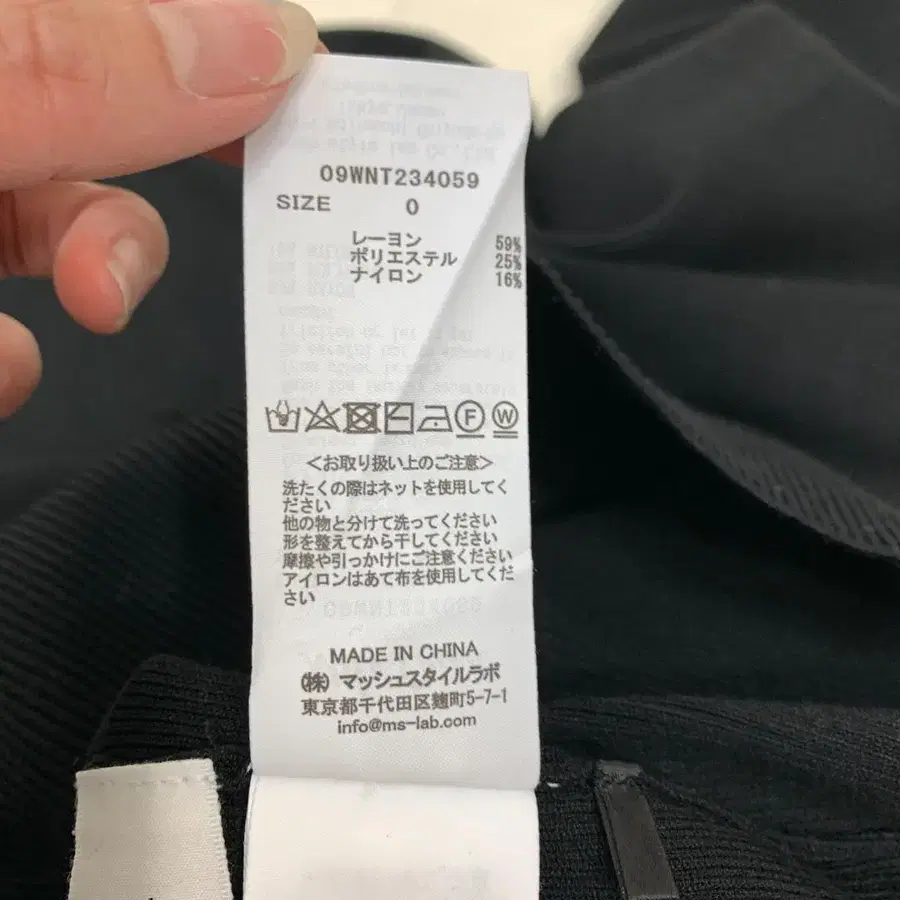 09WNT234059
SIZE 0
レーヨン 59%
ポリエステル 25%
ナイロン 16%
F W
<お取り扱い上のご注意>
洗たくの際はネットを使用してく
ださい
他の物と分けて洗ってください
形を整えてから干してください
摩擦や引っかけにご注意ください
アイロンはあて布を使用してくだ
さい
MADE IN CHINA
(株) マッシュスタイルラボ
東京都千代田区麹町5-7-1
info@ms-lab.com